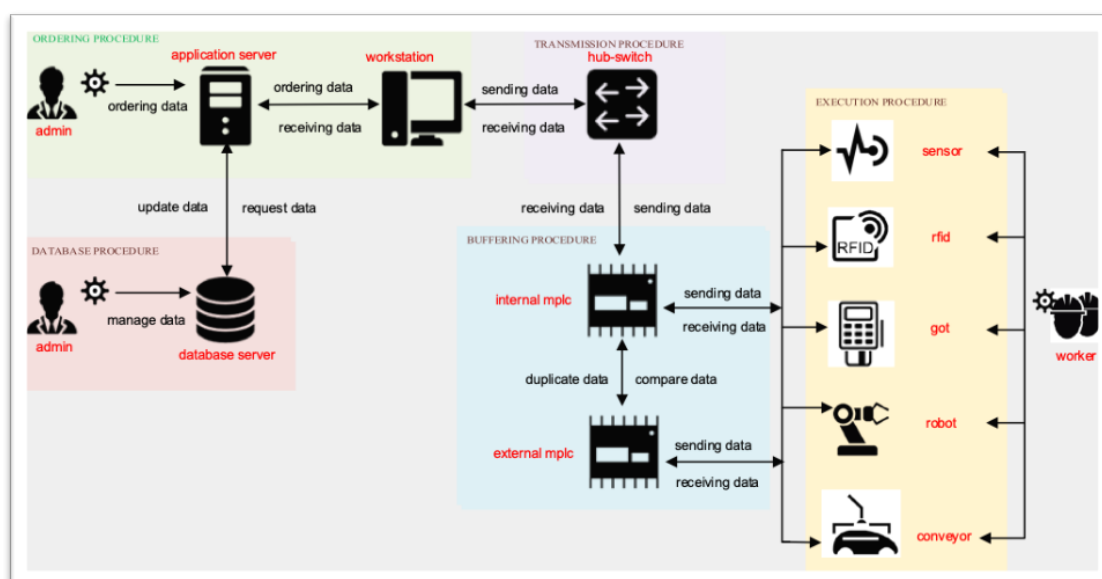 ORDERING PROCEDURE
application server
workstation
ordering data
admin
ordering data
receiving data
sending data
receiving data
TRANSMISSION PROCEDURE
hub-switch
update data
request data
receiving data
sending data
DATABASE PROCEDURE
admin
manage data
database server
BUFFERING PROCEDURE
internal mplc
sending data
receiving data
duplicate data
compare data
external mplc
sending data
receiving data
EXECUTION PROCEDURE
sensor
RFID
rfid
got
robot
conveyor
worker